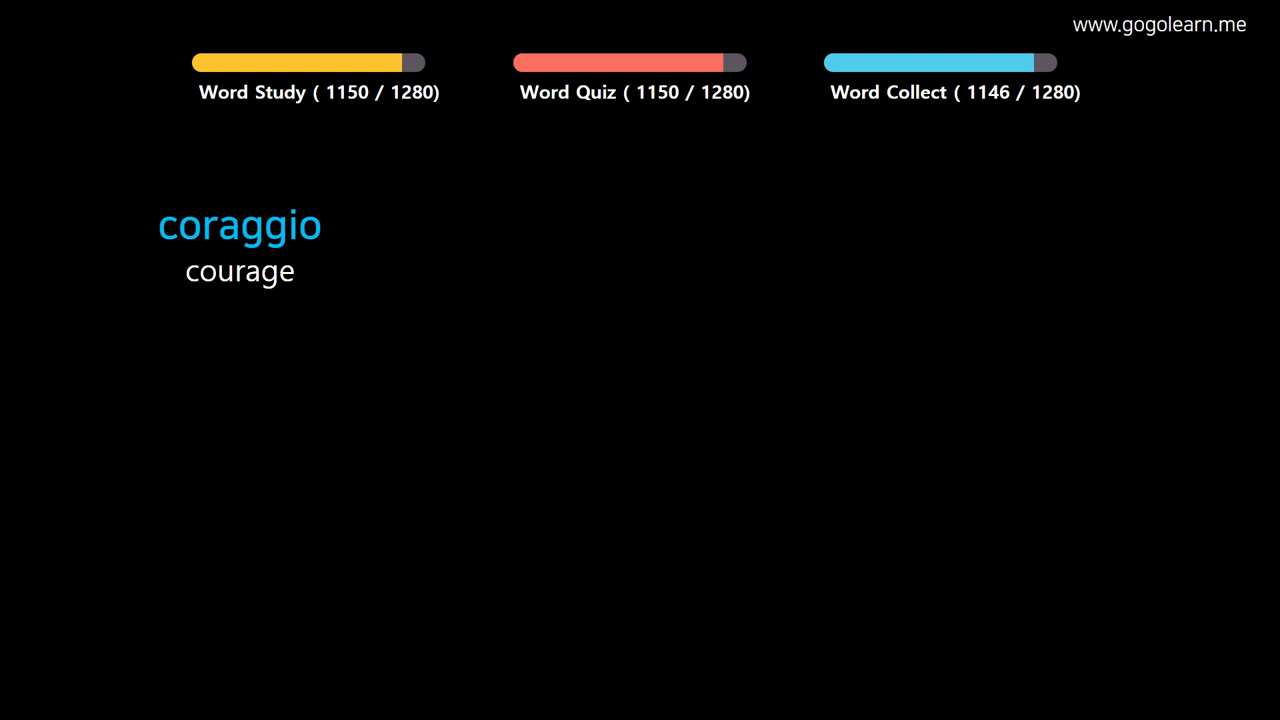 www.gogolearn.me
Word Study ( 1150 / 1280)
Word Quiz ( 1150 / 1280)
Word Collect ( 1146 / 1280)
coraggio
courage